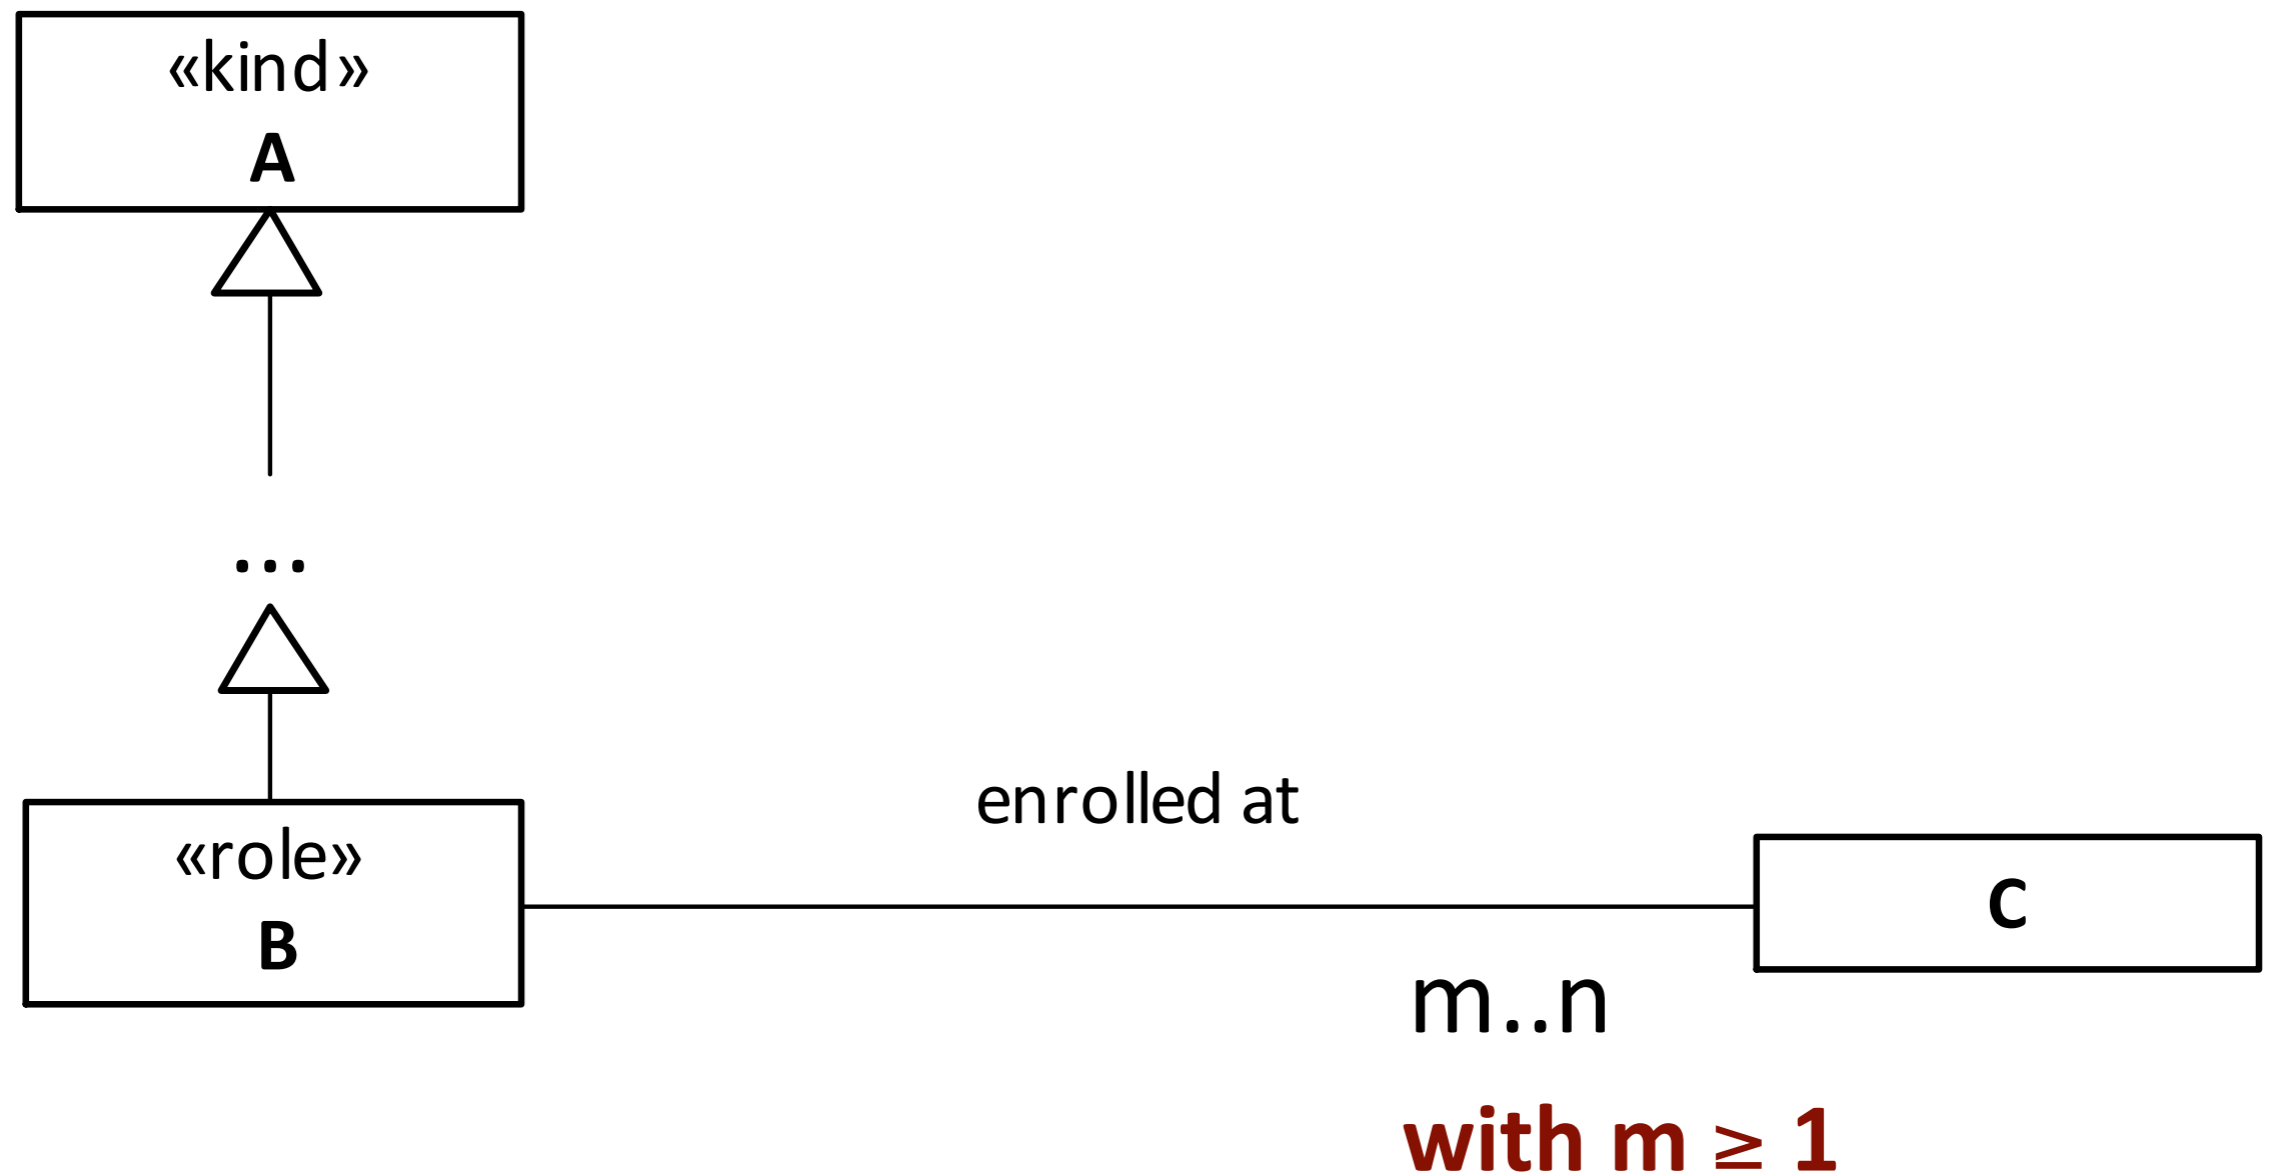 «kind»
A
...
«role»
B
enrolled at
C
m..n
with m ≥ 1